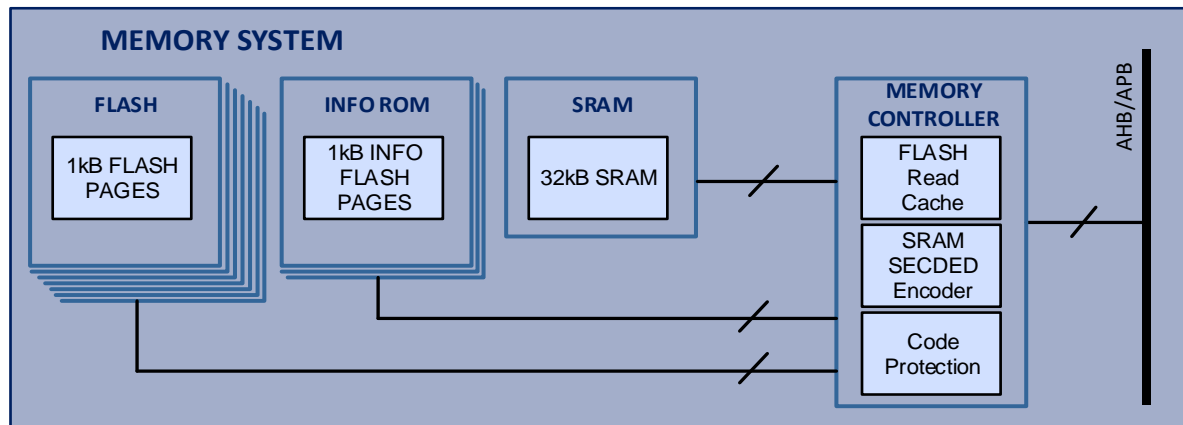 MEMORY SYSTEM
FLASH
1kB FLASH
PAGES
INFO ROM
1kB INFO
FLASH
PAGES
SRAM
32kB SRAM
MEMORY
CONTROLLER
FLASH
Read
Cache
SRAM
SECDED
Encoder
Code
Protection
AHB/APB